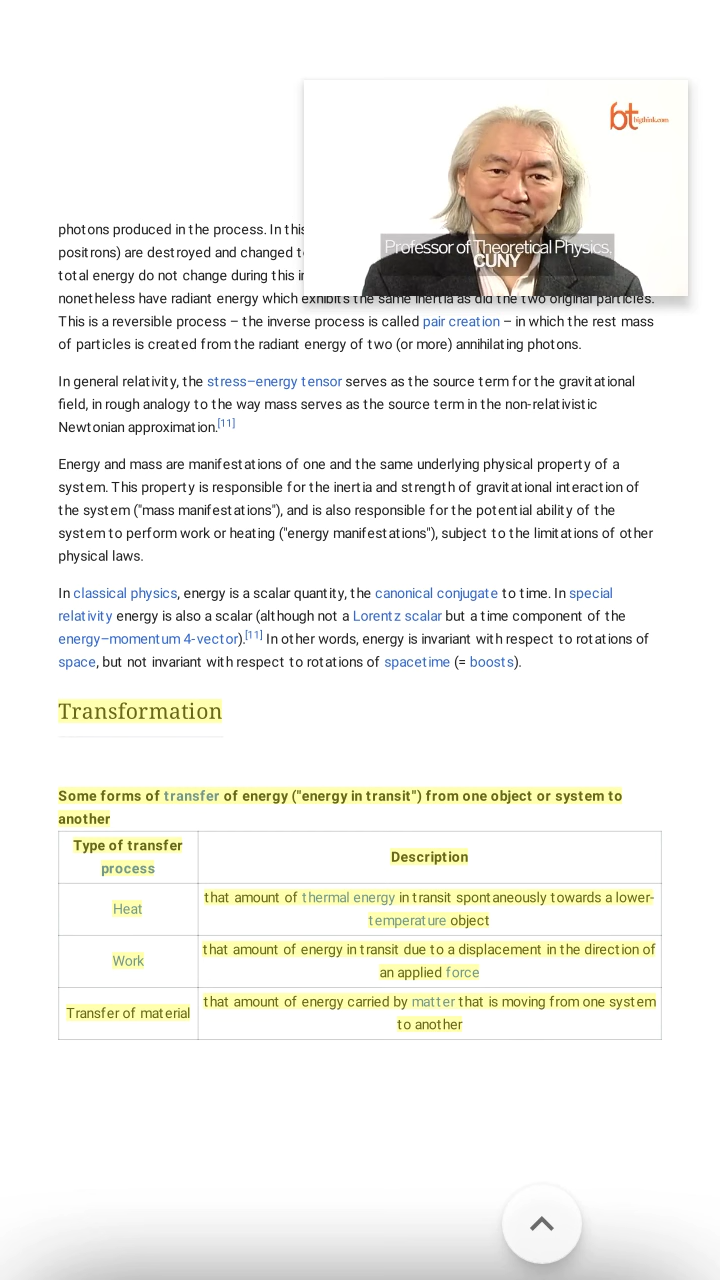 bt
bigthink.com
Professor of Theoretical Physics,
CUNY
photons produced in the process. In this
positrons) are destroyed and changed
total energy do not change during this
nonetheless have radiant energy which exhibits the same inertia as did the two original particles.
This is a reversible process – the inverse process is called pair creation – in which the rest mass
of particles is created from the radiant energy of two (or more) annihilating photons.
In general relativity, the stress–energy tensor serves as the source term for the gravitational
field, in rough analogy to the way mass serves as the source term in the non-relativistic
Newtonian approximation.[11]
Energy and mass are manifestations of one and the same underlying physical property of a
system. This property is responsible for the inertia and strength of gravitational interaction of
the system ("mass manifestations"), and is also responsible for the potential ability of the
system to perform work or heating ("energy manifestations"), subject to the limitations of other
physical laws.
In classical physics, energy is a scalar quantity, the canonical conjugate to time. In special
relativity energy is also a scalar (although not a Lorentz scalar but a time component of the
energy–momentum 4-vector).[11] In other words, energy is invariant with respect to rotations of
space, but not invariant with respect to rotations of spacetime (= boosts).
Transformation
Some forms of transfer of energy ("energy in transit") from one object or system to
another
Type of transfer
process
Description
Heat
that amount of thermal energy in transit spontaneously towards a lower-
temperature object
Work
that amount of energy in transit due to a displacement in the direction of
an applied force
Transfer of material
that amount of energy carried by matter that is moving from one system
to another